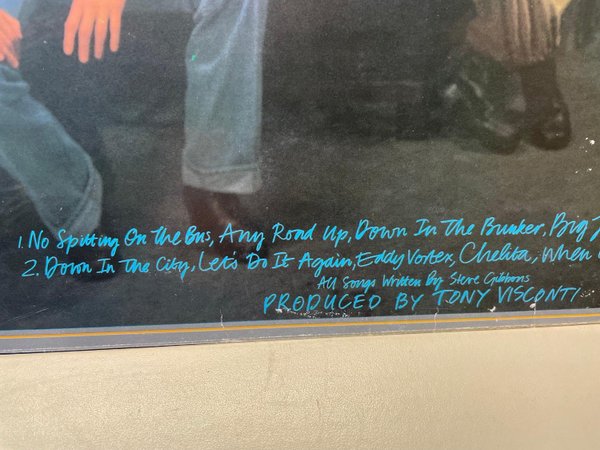 1. No Spitting On The Bus, Any Road Up, Down In The Bunker, Big J
2. Down In The City, Let's Do It Again, Eddy Vortex, Chelita, When
All Songs Written By Steve Gibbons
PRODUCED BY TONY VISCONTI